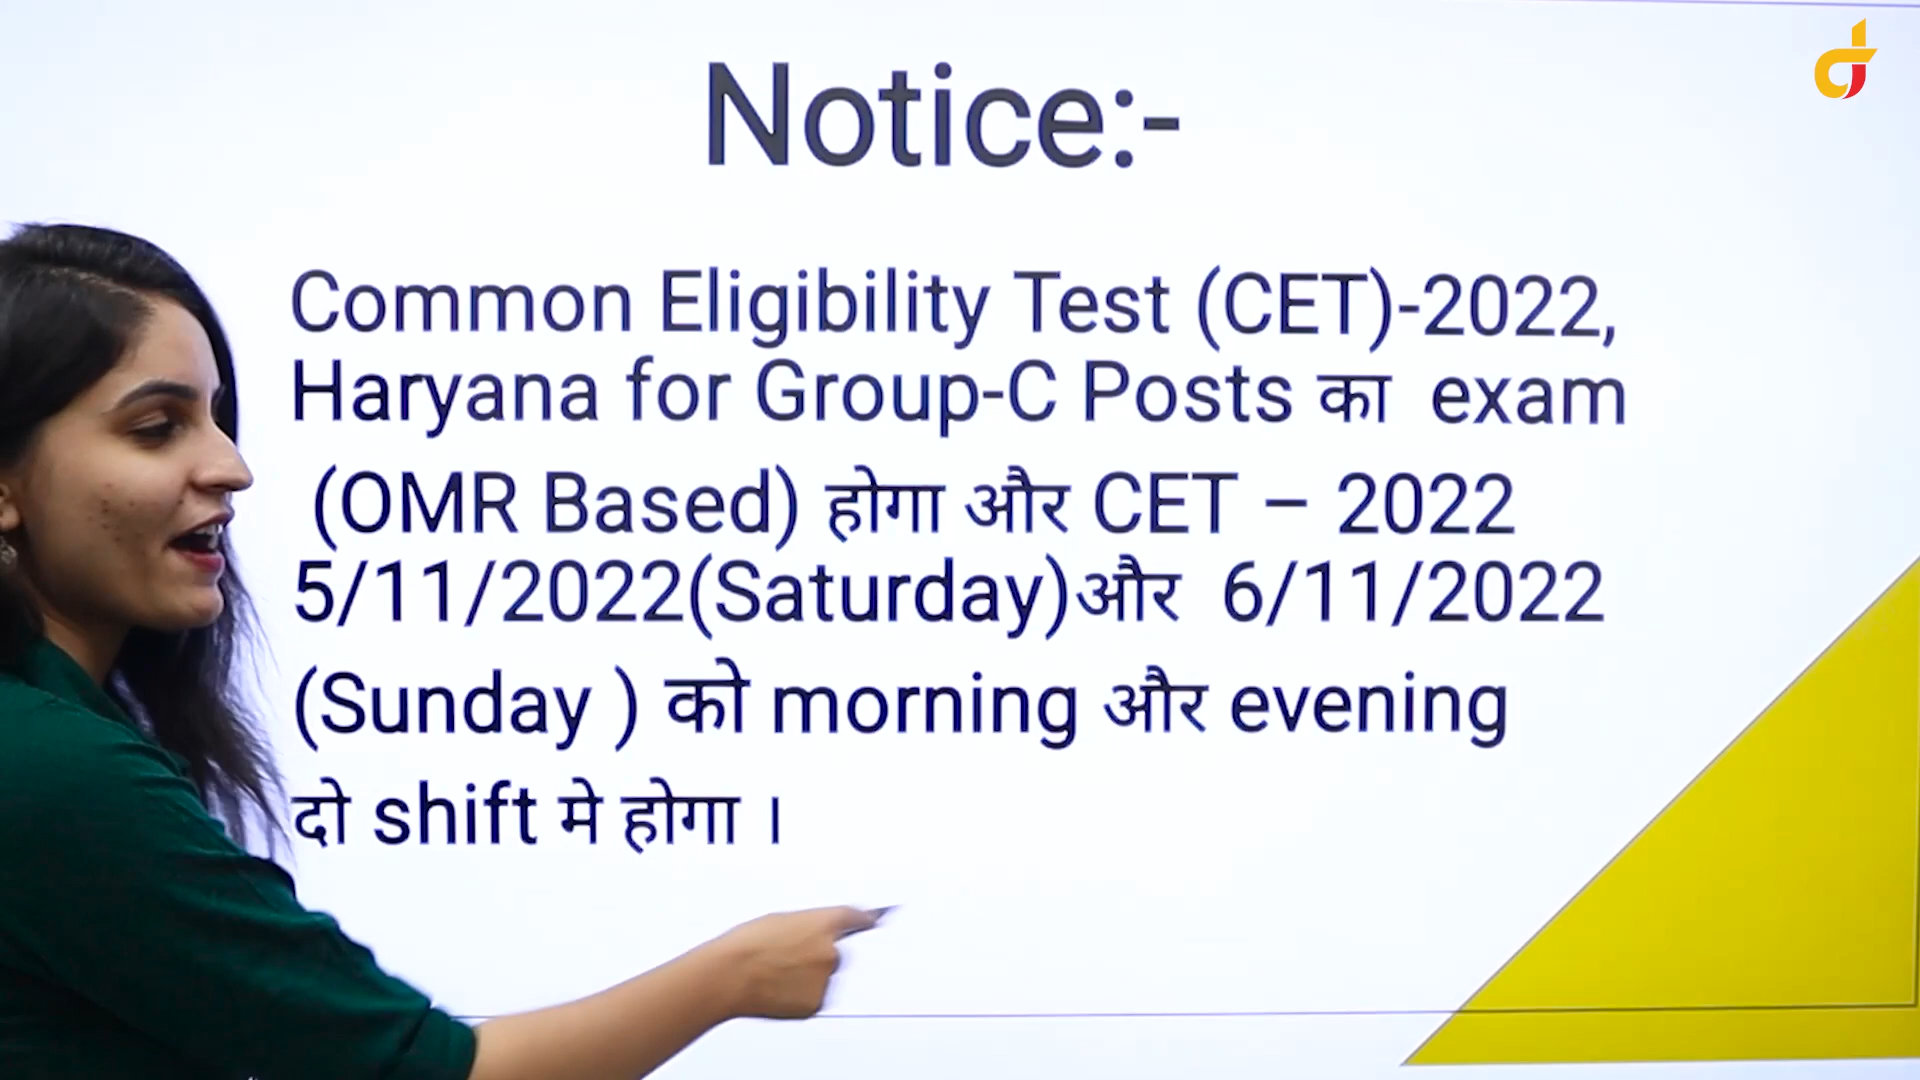 Notice:-
Common Eligibility Test (CET)-2022,
Haryana for Group-C Posts का exam
(OMR Based) होगा और CET – 2022
5/11/2022(Saturday)और 6/11/2022
(Sunday ) को morning और evening
दो shift मे होगा ।